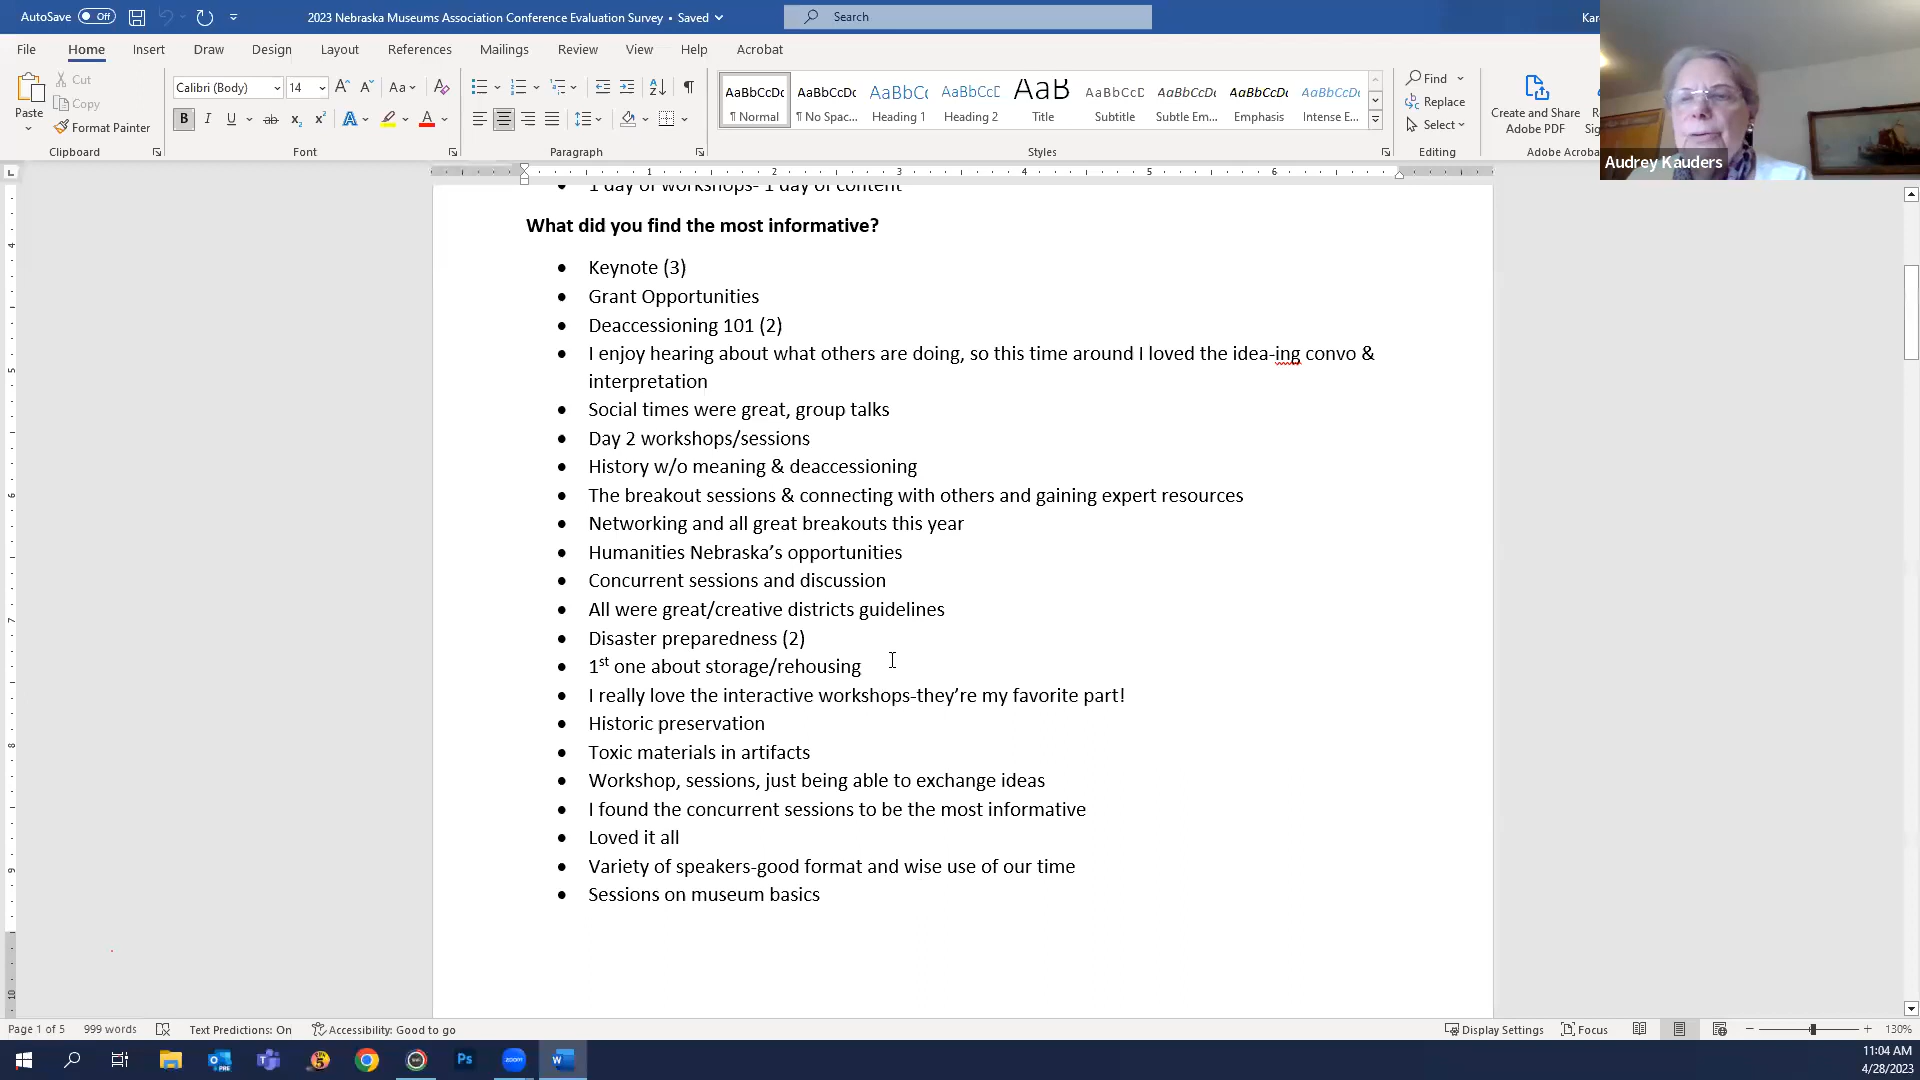 AutoSave Off 2023 Nebraska Museums Association Conference Evaluation Survey • Saved Search
File Home Insert Draw Design Layout References Mailings Review View Help Acrobat
Paste Cut Copy Format Painter
Clipboard
Calibri (Body) 14
Font
Paragraph
AaBbCcDc AaBbCcDc AaBbCc AaBbCcD AaB AaBbCcD AaBbCcDc AaBbCcDc AaBbCcDc
¶ Normal ¶ No Spac... Heading 1 Heading 2 Title Subtitle Subtle Em... Emphasis Intense E...
Styles
Find
Replace
Select
Editing
Create and Share
Adobe PDF
Adobe Acroba
Audrey Kauders
1 day of workshops- 1 day of content
What did you find the most informative?
• Keynote (3)
• Grant Opportunities
• Deaccessioning 101 (2)
• I enjoy hearing about what others are doing, so this time around I loved the idea-ing convo &
interpretation
• Social times were great, group talks
• Day 2 workshops/sessions
• History w/o meaning & deaccessioning
• The breakout sessions & connecting with others and gaining expert resources
• Networking and all great breakouts this year
• Humanities Nebraska's opportunities
• Concurrent sessions and discussion
• All were great/creative districts guidelines
• Disaster preparedness (2)
• 1st one about storage/rehousing
• I really love the interactive workshops-they're my favorite part!
• Historic preservation
• Toxic materials in artifacts
• Workshop, sessions, just being able to exchange ideas
• I found the concurrent sessions to be the most informative
• Loved it all
• Variety of speakers-good format and wise use of our time
• Sessions on museum basics
Page 1 of 5 999 words Text Predictions: On Accessibility: Good to go Display Settings Focus 130%
11:04 AM
4/28/2023